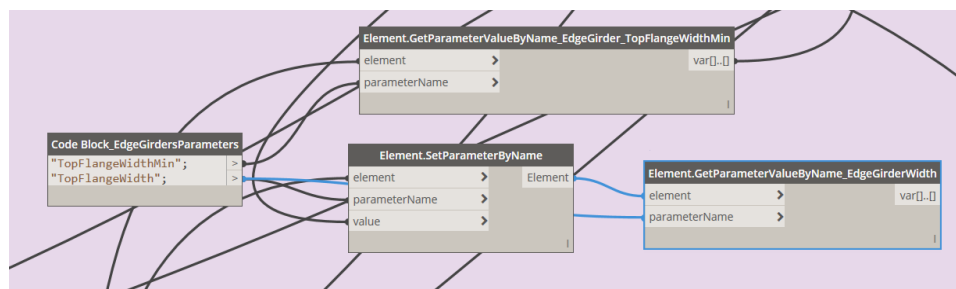 Element.GetParameterValueByName_EdgeGirder_TopFlangeWidthMin
element > var[]..[]
parameterName >
l
Code Block_EdgeGirdersParameters
"TopFlangeWidthMin"; >
"TopFlangeWidth"; >
Element.SetParameterByName
element > Element
parameterName >
value >
l
Element.GetParameterValueByName_EdgeGirderWidth
element > var[]..[]
parameterName >
l